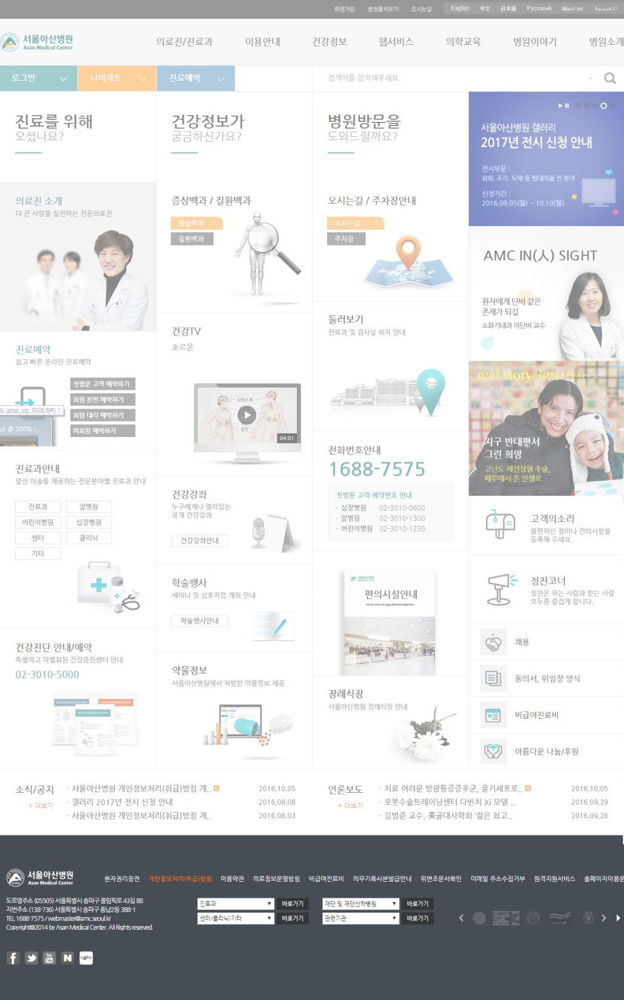 회원가입 병원둘러보기 오시는길 English 中文 日本語 Русский Монгол العربية
서울아산병원
Asan Medical Center
의료진/진료과 이용안내 건강정보 웹서비스 의학교육 병원이야기 병원소개
로그인 나의차트 진료예약 검색어를 입력해주세요.
진료를 위해
오셨나요?
의료진 소개
더 큰 사랑을 실천하는 전문의료진
진료예약
쉽고 빠른 온라인 진료예약
첫방문 고객 예약하기
회원 본인 예약하기
회원 대리 예약하기
비회원 예약하기
% (pop_up, RGB/8#) *
sd @ 300% (..
진료과안내
앞선 의술을 제공하는 전문분야별 진료과 안내
진료과 암병원
어린이병원 심장병원
센터 클리닉
기타
건강진단 안내/예약
특별하고 차별화된 건강증진센터 안내
02-3010-5000
건강정보가
궁금하신가요?
증상백과 / 질환백과
증상백과
질환백과
건강TV
호르몬
04:01
건강강좌
누구에게나 열려있는
공개 건강강좌
건강강좌안내
학술행사
세미나 및 심포지엄 개최 안내
학술행사안내
약물정보
서울아산병원에서 처방한 약물정보 제공
병원방문을
도와드릴까요?
오시는길 / 주차장안내
오시는길
주차장
둘러보기
진료과 및 검사실 위치 안내
전화번호안내
1688-7575
첫방문 고객 예약번호 안내
· 심장병원 02-3010-0600
· 암병원 02-3010-1300
· 어린이병원 02-3010-1230
서울아산병원
편의시설안내
장례식장
서울아산병원 장례식장 안내
서울아산병원 갤러리
2017년 전시 신청 안내
전시부문 :
회화, 조각, 도예 등 현대미술 전 분야
신청기간 :
2016.09.05(월) ~ 10.10(월)
AMC IN(人) SIGHT
환자에게 단비 같은
존재가 되길
소화기내과 이단비 교수
real story
지구 반대편서
그린 희망
고난도 재건성형 수술,
페루에서 온 안셀로
고객의소리
불편하신 점이나 건의사항을
등록해 주세요.
칭찬코너
칭찬은 하는 사람과 받는 사람
모두를 즐겁게 합니다.
채용
동의서, 위임장 양식
비급여진료비
아름다운 나눔/후원
소식/공지
+ 더보기
· 서울아산병원 개인정보처리(취급)방침 개.. N 2016.10.05
· 갤러리 2017년 전시 신청 안내 2016.08.08
· 서울아산병원 개인정보처리(취급)방침 개.. 2016.08.03
언론보도
+ 더보기
· 치료 어려운 방광통증증후군, 줄기세포로.. N 2016.10.05
· 로봇수술트레이닝센터 다빈치 Xi 모델 .. 2016.09.29
· 김범준 교수, 美골대사학회 '젊은 최고.. 2016.09.26
서울아산병원
Asan Medical Center
환자권리장전 개인정보처리(취급)방침 이용약관 의료정보운영방침 비급여진료비 의무기록사본발급안내 위변조문서확인 이메일 주소수집거부 원격지원서비스 홈페이지이용문
도로명주소 (05505) 서울특별시 송파구 올림픽로 43길 88
지번주소 (138-736) 서울특별시 송파구 풍납2동 388-1
TEL 1688-7575 / webmaster@amc.seoul.kr
Copyright@2014 by Asan Medical Center. All Rights reserved.
진료과 바로가기 재단 및 재단산하병원 바로가기
센터/클리닉/기타 바로가기 관련기관 바로가기
You Tube